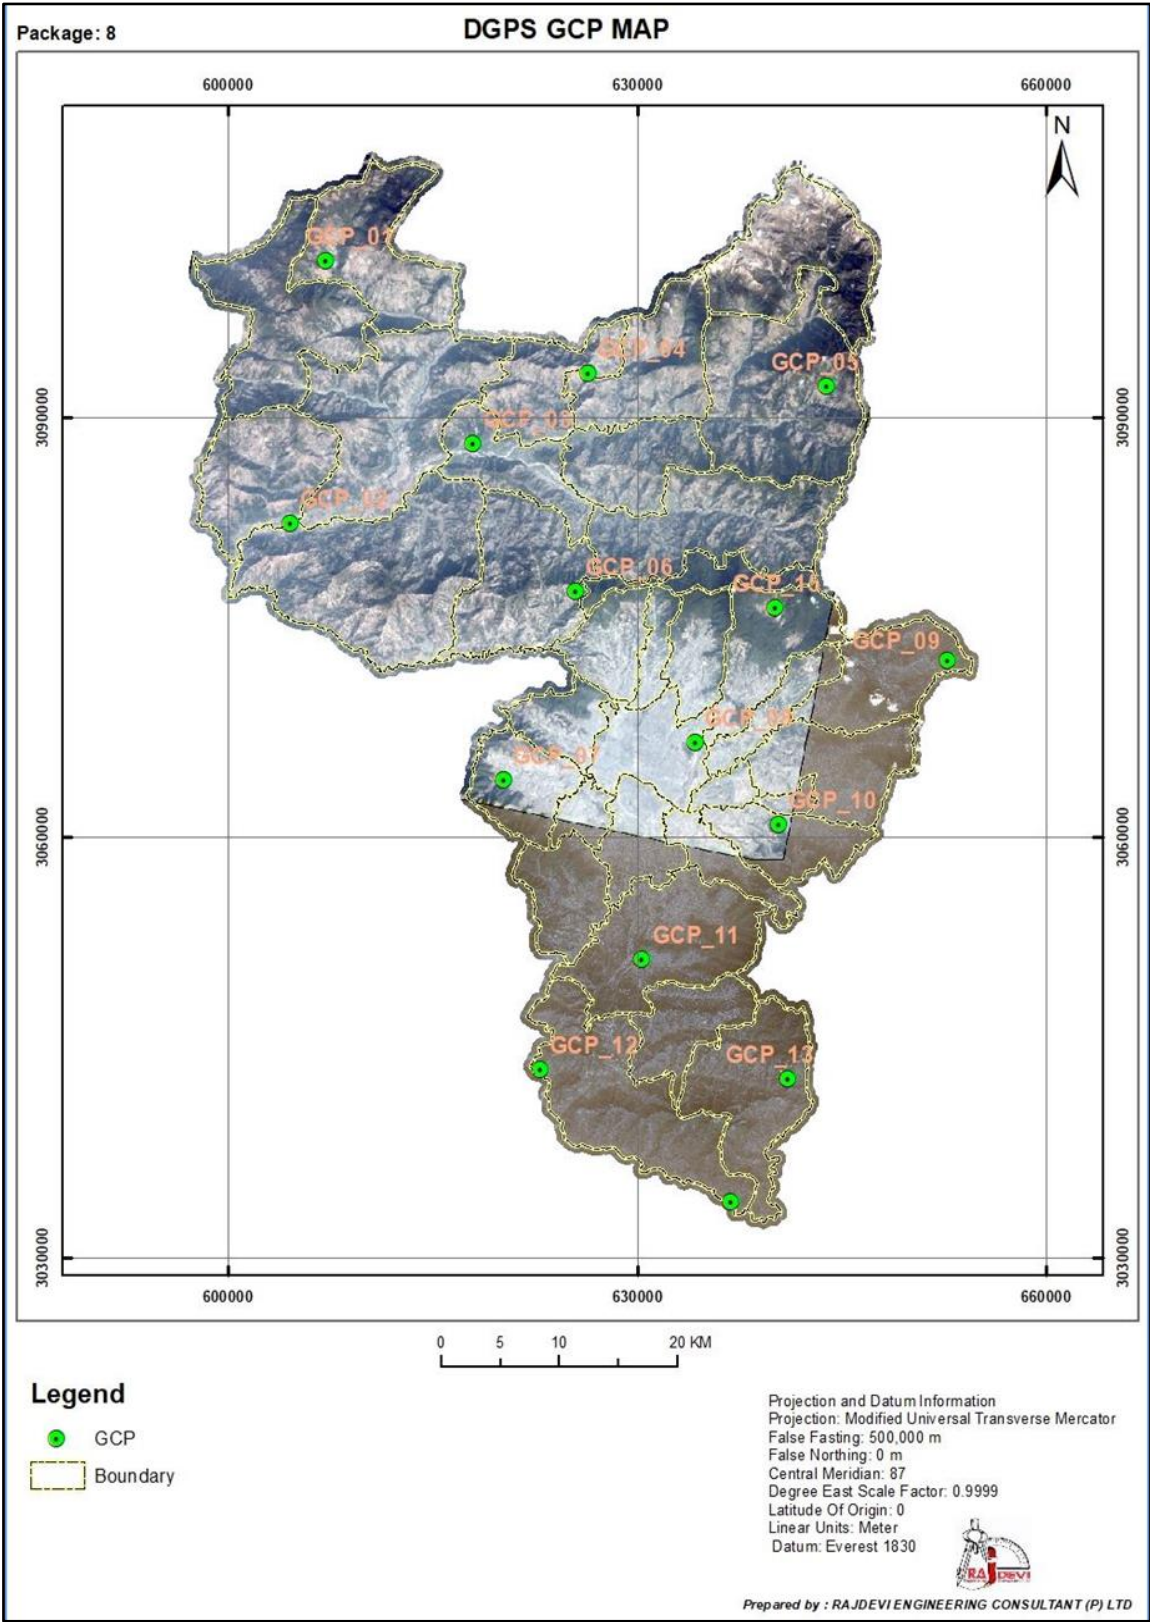 Package: 8
DGPS GCP MAP
600000
630000
660000
N
GCP_01
GCP_04
GCP_05
3090000
3090000
GCP_03
GCP_02
GCP_06
GCP_09
GCP_08
GCP_07
GCP_10
3060000
3060000
GCP_11
GCP_12
GCP_13
3030000
3030000
600000
630000
660000
0 5 10 20 KM
Legend
GCP
Boundary
Projection and Datum Information
Projection: Modified Universal Transverse Mercator
False Fasting: 500,000 m
False Northing: 0 m
Central Meridian: 87
Degree East Scale Factor: 0.9999
Latitude Of Origin: 0
Linear Units: Meter
Datum: Everest 1830
RAJDEVI
Prepared by : RAJDEVI ENGINEERING CONSULTANT (P) LTD